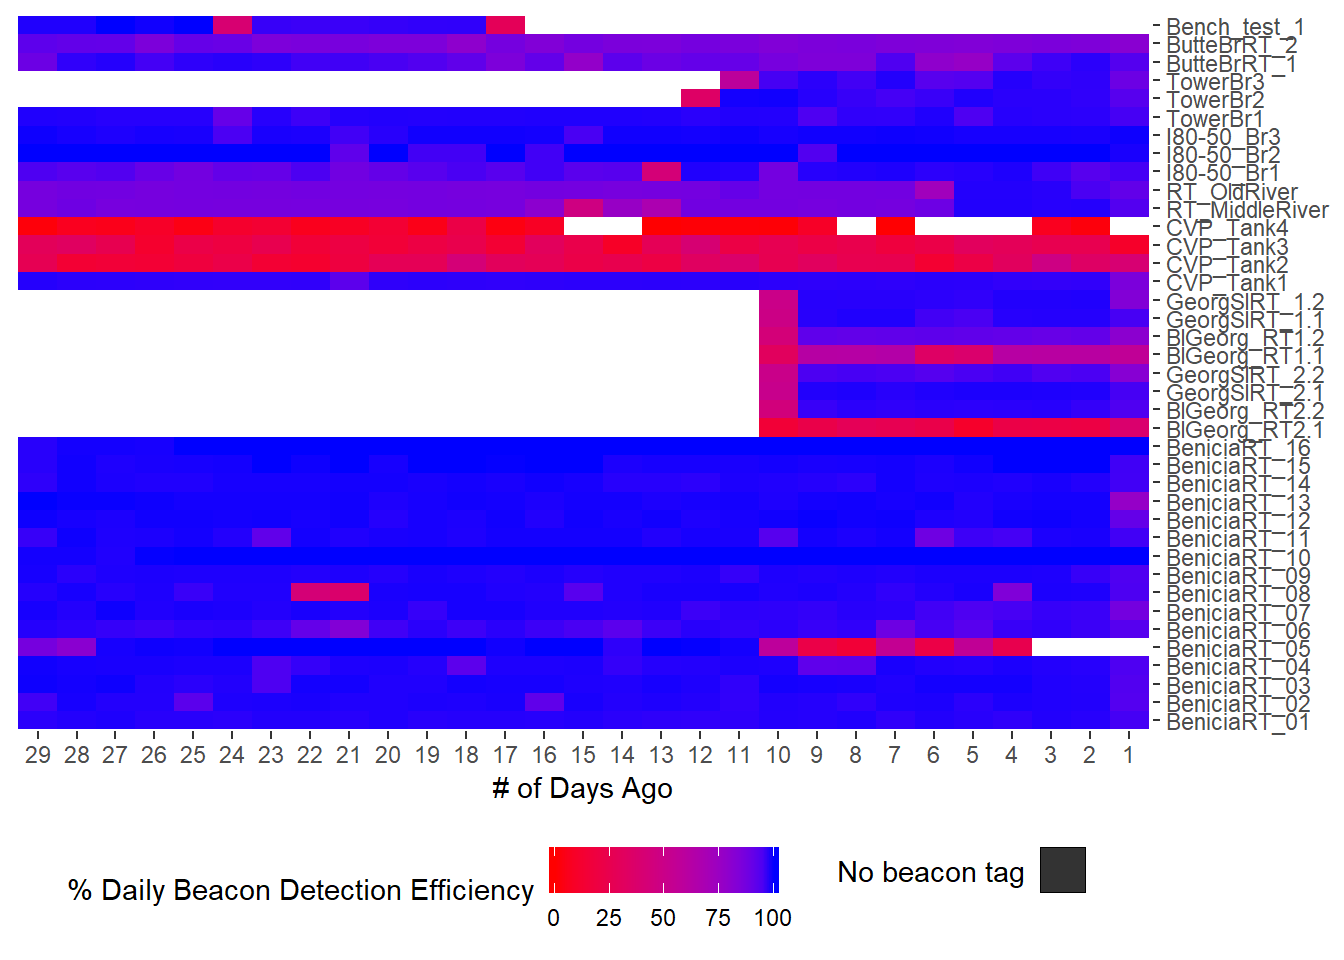 Bench_test_1
ButteBrRT_2
ButteBrRT_1
TowerBr3
TowerBr2
TowerBr1
I80-50_Br3
I80-50_Br2
I80-50_Br1
RT_OldRiver
RT_MiddleRiver
CVP_Tank4
CVP_Tank3
CVP_Tank2
CVP_Tank1
GeorgSlRT_1.2
GeorgSlRT_1.1
BlGeorg_RT1.2
BlGeorg_RT1.1
GeorgSlRT_2.2
GeorgSlRT_2.1
BlGeorg_RT2.2
BlGeorg_RT2.1
BeniciaRT_16
BeniciaRT_15
BeniciaRT_14
BeniciaRT_13
BeniciaRT_12
BeniciaRT_11
BeniciaRT_10
BeniciaRT_09
BeniciaRT_08
BeniciaRT_07
BeniciaRT_06
BeniciaRT_05
BeniciaRT_04
BeniciaRT_03
BeniciaRT_02
BeniciaRT_01
29 28 27 26 25 24 23 22 21 20 19 18 17 16 15 14 13 12 11 10 9 8 7 6 5 4 3 2 1
# of Days Ago
% Daily Beacon Detection Efficiency
0 25 50 75 100
No beacon tag